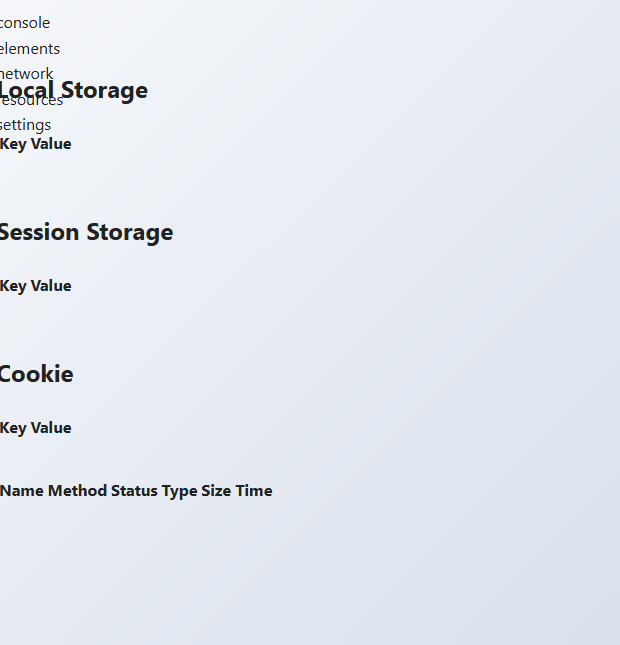 console
elements
network
Local Storage
resources
settings
Key Value
Session Storage
Key Value
Cookie
Key Value
Name Method Status Type Size Time